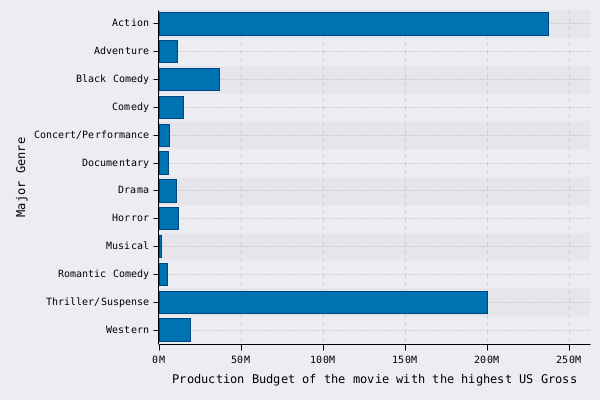 Major Genre
Action
Adventure
Black Comedy
Comedy
Concert/Performance
Documentary
Drama
Horror
Musical
Romantic Comedy
Thriller/Suspense
Western
0M 50M 100M 150M 200M 250M
Production Budget of the movie with the highest US Gross